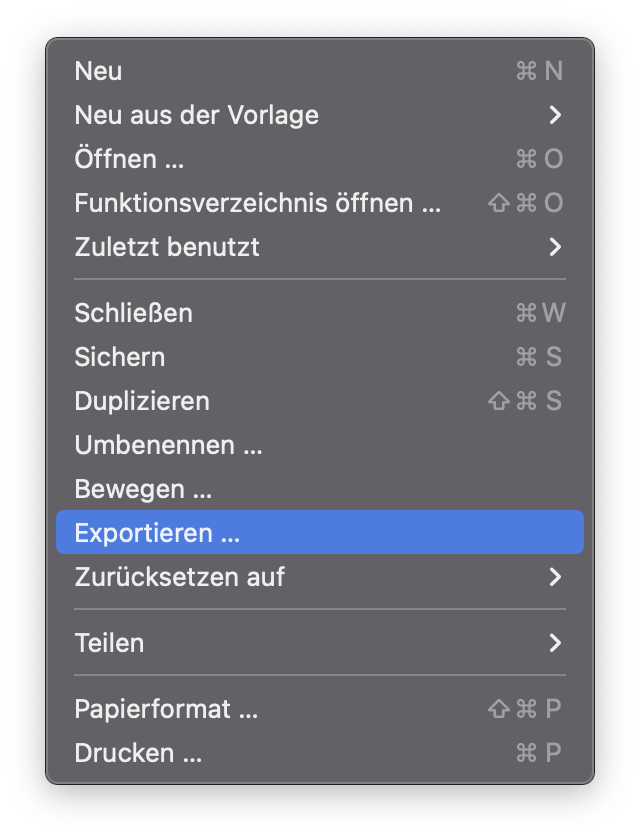 Neu ⌘ N
Neu aus der Vorlage
Öffnen ... ⌘ O
Funktionsverzeichnis öffnen ... ⇧ ⌘ O
Zuletzt benutzt
Schließen ⌘ W
Sichern ⌘ S
Duplizieren ⇧ ⌘ S
Umbenennen ...
Bewegen ...
Exportieren ...
Zurücksetzen auf
Teilen
Papierformat ... ⇧ ⌘ P
Drucken ... ⌘ P